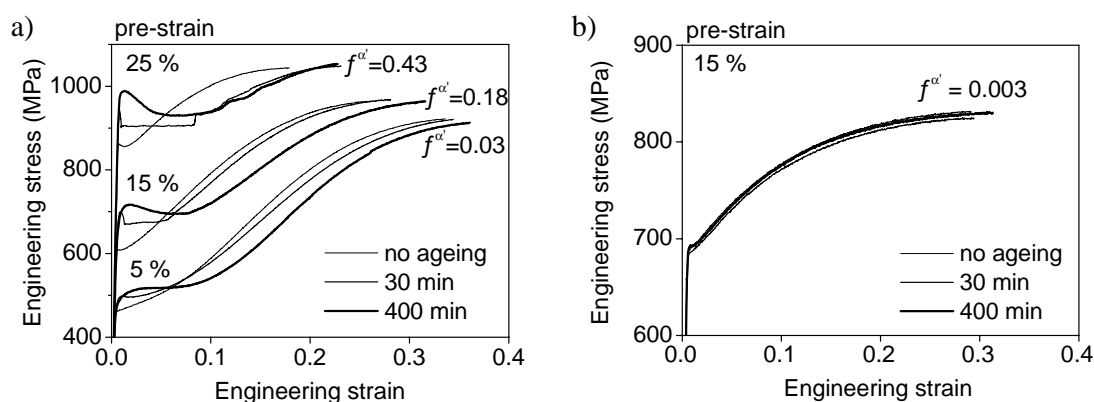 a)
pre-strain
25 %
f^α'=0.43
f^α'=0.18
f^α'=0.03
15 %
5 %
no ageing
30 min
400 min
1000
800
600
400
0.0 0.1 0.2 0.3 0.4
Engineering strain
Engineering stress (MPa)
b)
pre-strain
15 %
f^α' = 0.003
no ageing
30 min
400 min
900
800
700
600
0.0 0.1 0.2 0.3 0.4
Engineering strain
Engineering stress (MPa)